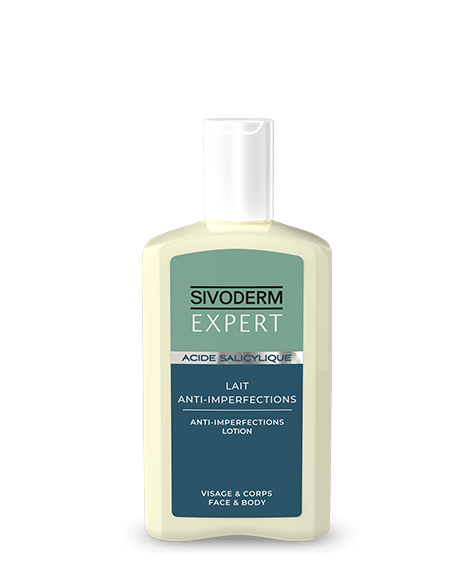 SIVODERM
EXPERT
ACIDE SALICYLIQUE
LAIT
ANTI-IMPERFECTIONS
ANTI-IMPERFECTIONS
LOTION
VISAGE & CORPS
FACE & BODY